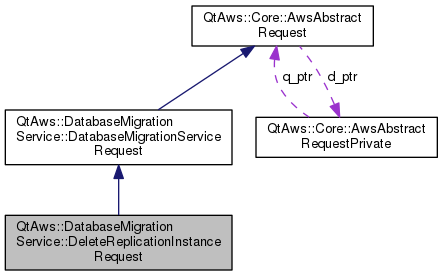 QtAws::Core::AwsAbstract
Request
q_ptr
d_ptr
QtAws::DatabaseMigration
Service::DatabaseMigrationService
Request
QtAws::Core::AwsAbstract
RequestPrivate
QtAws::DatabaseMigration
Service::DeleteReplicationInstance
Request